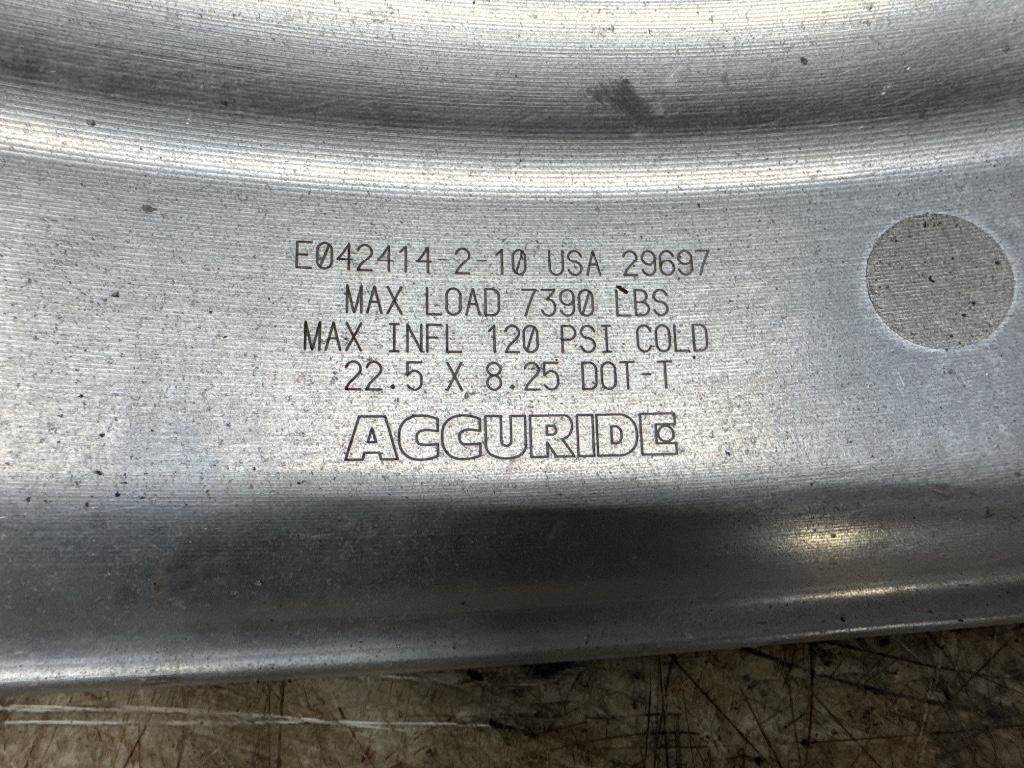 E042414-2-10 USA 29697
MAX LOAD 7390 LBS
MAX INFL 120 PSI COLD
22.5 X 8.25 DOT-T
ACCURIDE